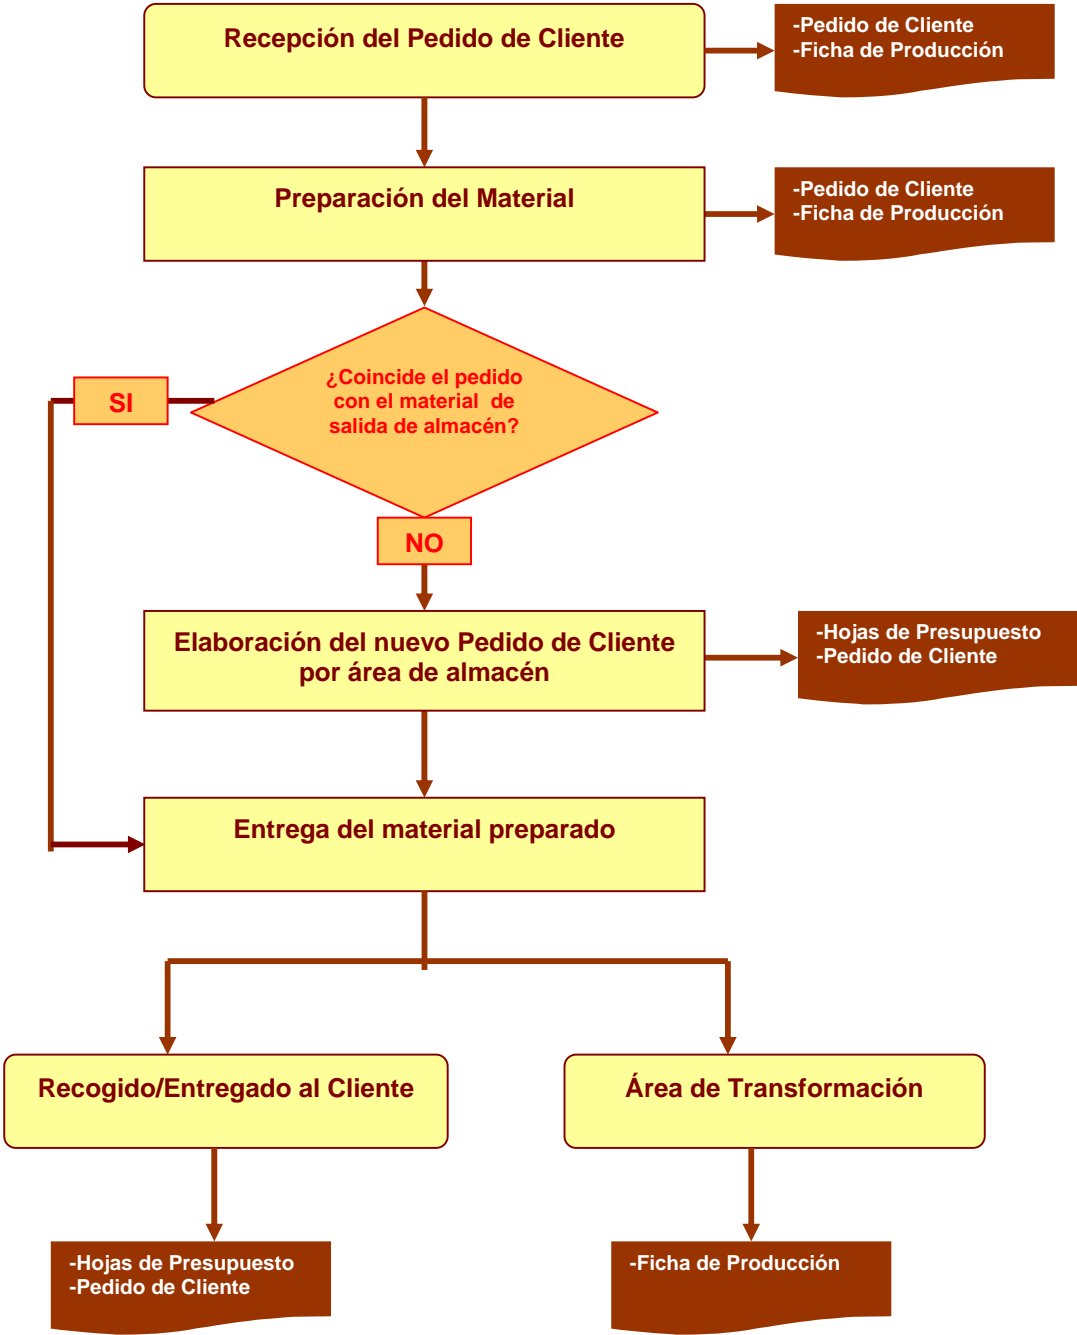 Recepción del Pedido de Cliente
-Pedido de Cliente
-Ficha de Producción
Preparación del Material
-Pedido de Cliente
-Ficha de Producción
¿Coincide el pedido
con el material de
salida de almacén?
SI
NO
Elaboración del nuevo Pedido de Cliente
por área de almacén
-Hojas de Presupuesto
-Pedido de Cliente
Entrega del material preparado
Recogido/Entregado al Cliente
Área de Transformación
-Hojas de Presupuesto
-Pedido de Cliente
-Ficha de Producción